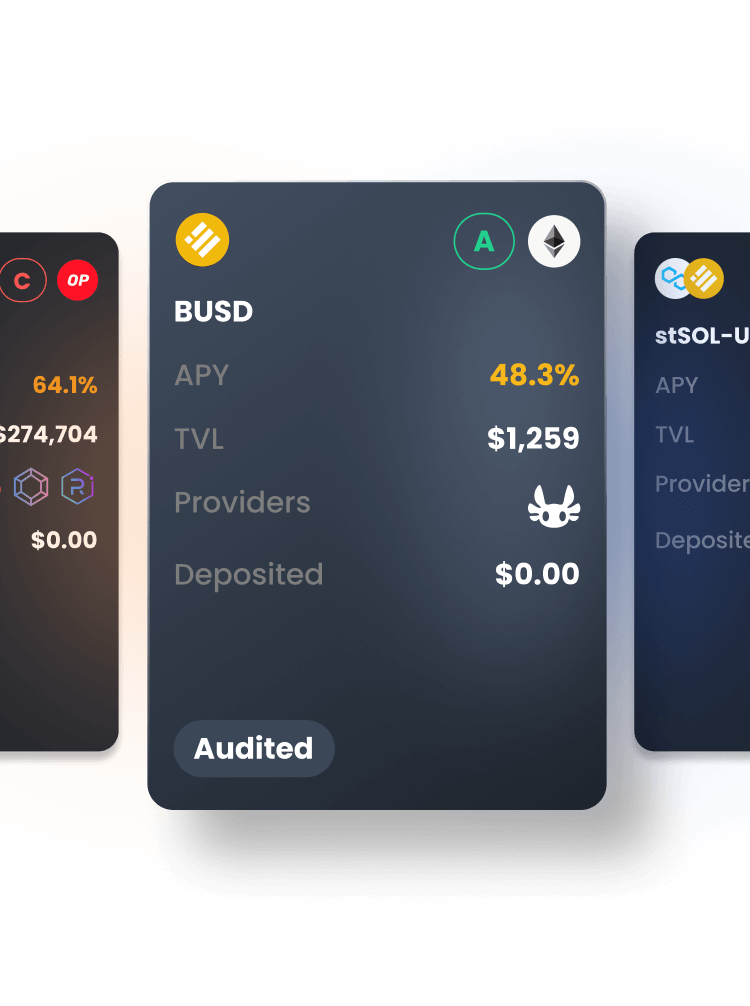 C OP
64.1%
$274,704
R
$0.00
A
BUSD
APY 48.3%
TVL $1,259
Providers
Deposited $0.00
Audited
stSOL-U
APY
TVL
Provider
Deposite